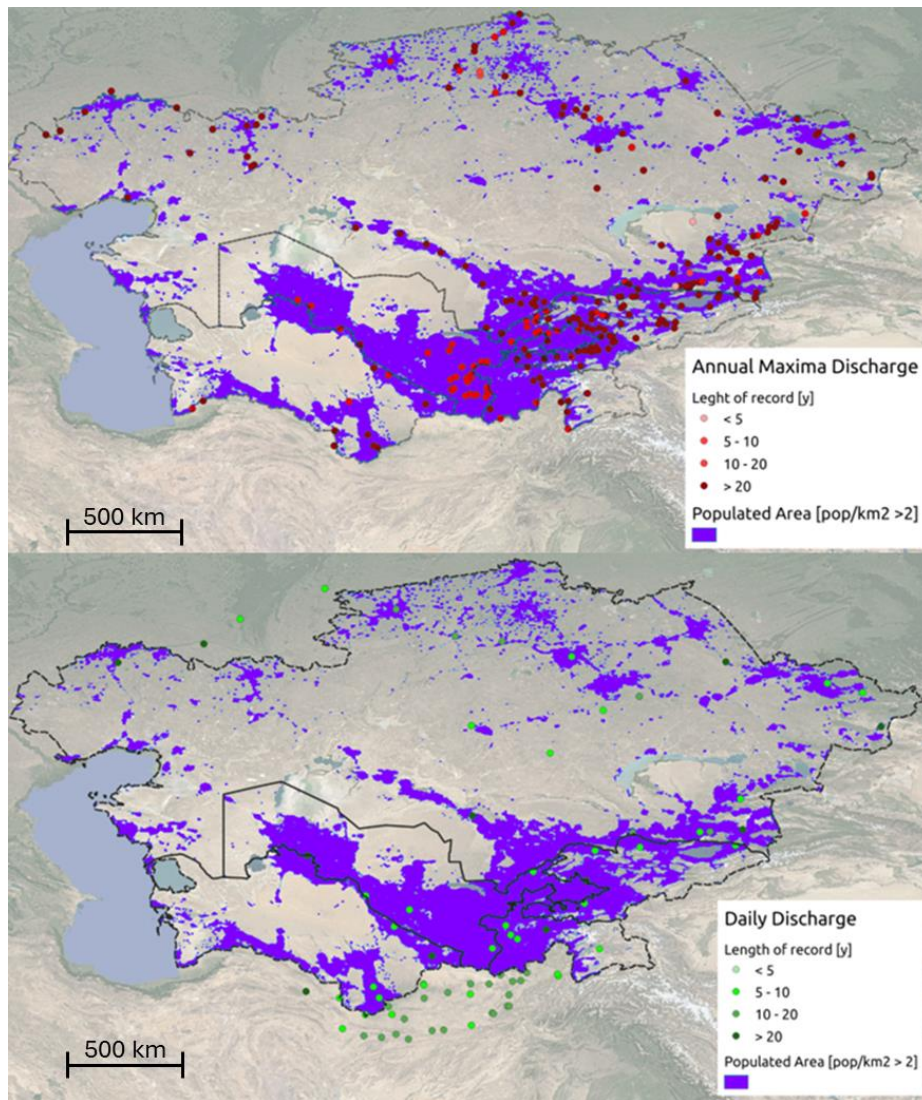 Annual Maxima Discharge
Leght of record [y]
< 5
5 - 10
10 - 20
> 20
Populated Area [pop/km2 >2]
500 km
Daily Discharge
Length of record [y]
< 5
5 - 10
10 - 20
> 20
Populated Area [pop/km2 > 2]
500 km